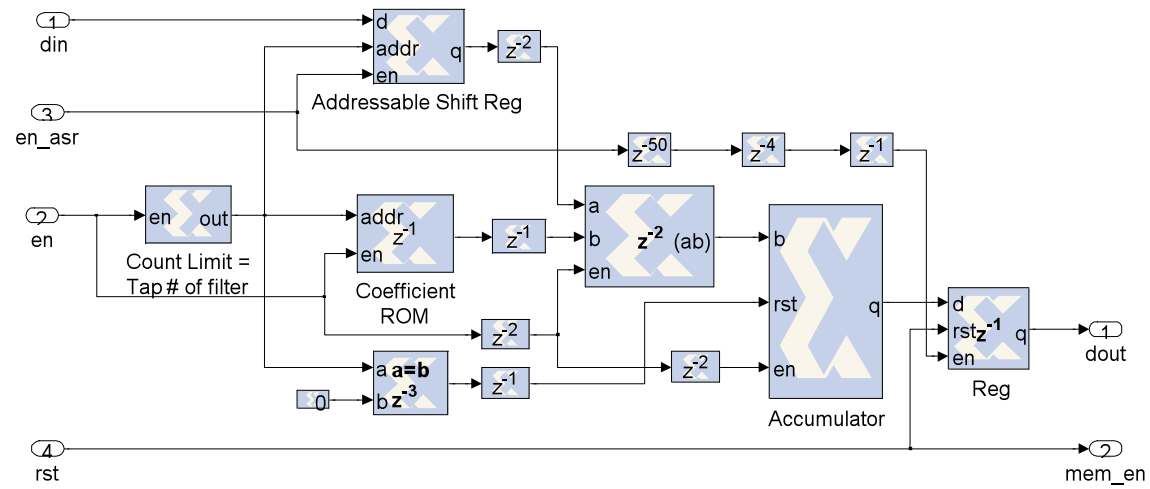 1
din
d
addr
en
q
Addressable Shift Reg
z-2
3
en_asr
z-50
z-4
z-1
2
en
en
out
Count Limit =
Tap # of filter
addr
z-1
en
Coefficient
ROM
z-1
a
b
z-2
(ab)
en
b
rst
q
en
Accumulator
z-2
z-2
a
a=b
b
z-3
0
z-1
d
rst
z-1
q
en
Reg
1
dout
4
rst
2
mem_en